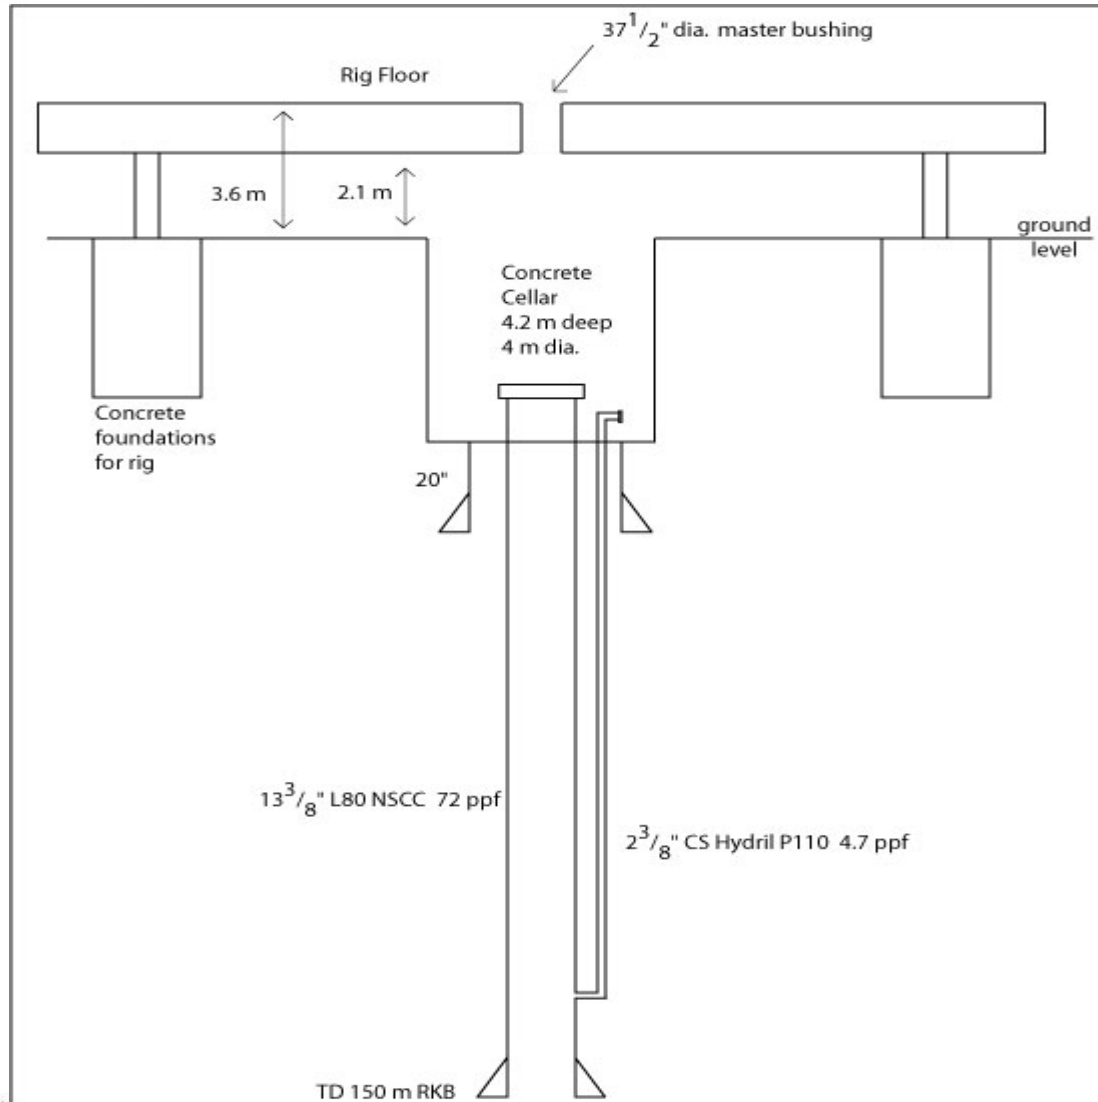 37 1/2" dia. master bushing
Rig Floor
3.6 m
2.1 m
ground
level
Concrete
Cellar
4.2 m deep
4 m dia.
Concrete
foundations
for rig
20"
13 3/8" L80 NSCC 72 ppf
2 3/8" CS Hydril P110 4.7 ppf
TD 150 m RKB